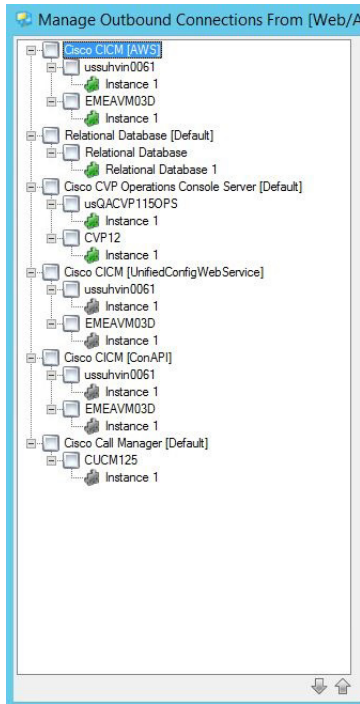 Manage Outbound Connections From [Web/A
Cisco CICM [AWS]
ussuhvin0061
Instance 1
EMEAVM03D
Instance 1
Relational Database [Default]
Relational Database
Relational Database 1
Cisco CVP Operations Console Server [Default]
usQACVP115OPS
Instance 1
CVP12
Instance 1
Cisco CICM [UnifiedConfigWebService]
ussuhvin0061
Instance 1
EMEAVM03D
Instance 1
Cisco CICM [ConAPI]
ussuhvin0061
Instance 1
EMEAVM03D
Instance 1
Cisco Call Manager [Default]
CUCM125
Instance 1